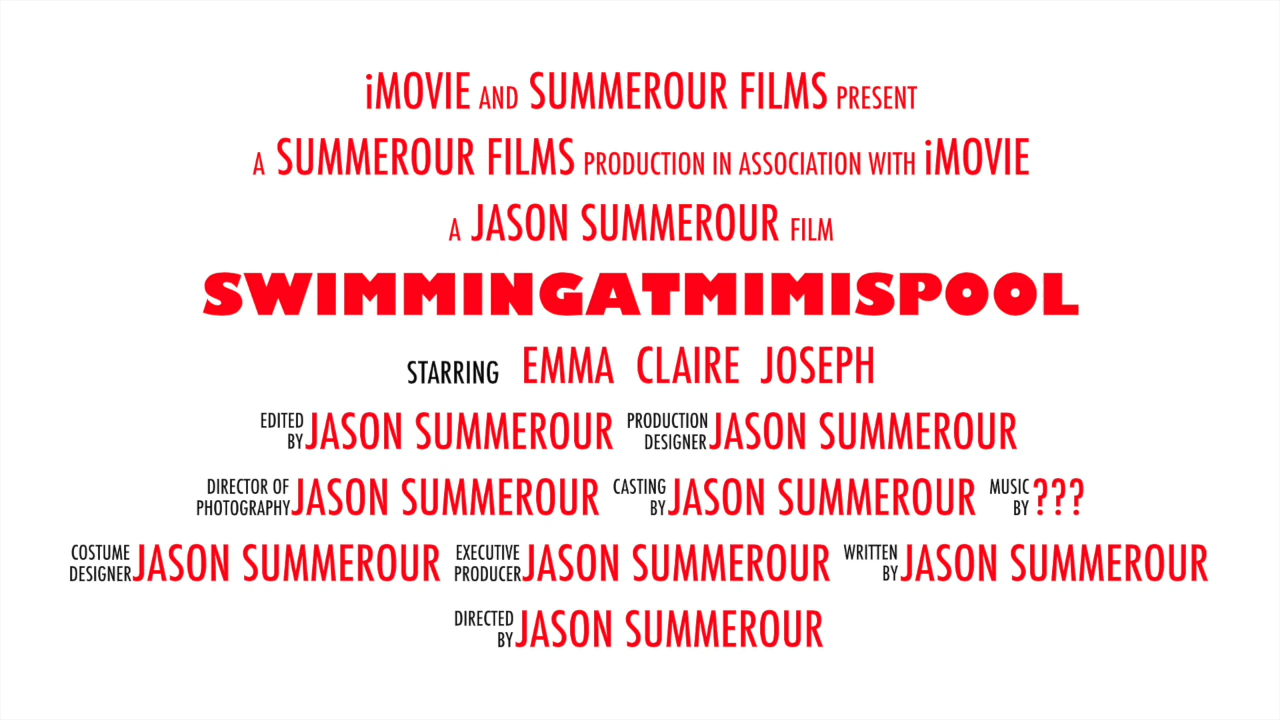 iMOVIE AND SUMMEROUR FILMS PRESENT
A SUMMEROUR FILMS PRODUCTION IN ASSOCIATION WITH iMOVIE
A JASON SUMMEROUR FILM
SWIMMINGATMIMISPOOL
STARRING EMMA CLAIRE JOSEPH
EDITED BY JASON SUMMEROUR PRODUCTION DESIGNER JASON SUMMEROUR
DIRECTOR OF PHOTOGRAPHY JASON SUMMEROUR CASTING BY JASON SUMMEROUR MUSIC BY ???
COSTUME DESIGNER JASON SUMMEROUR EXECUTIVE PRODUCER JASON SUMMEROUR WRITTEN BY JASON SUMMEROUR
DIRECTED BY JASON SUMMEROUR